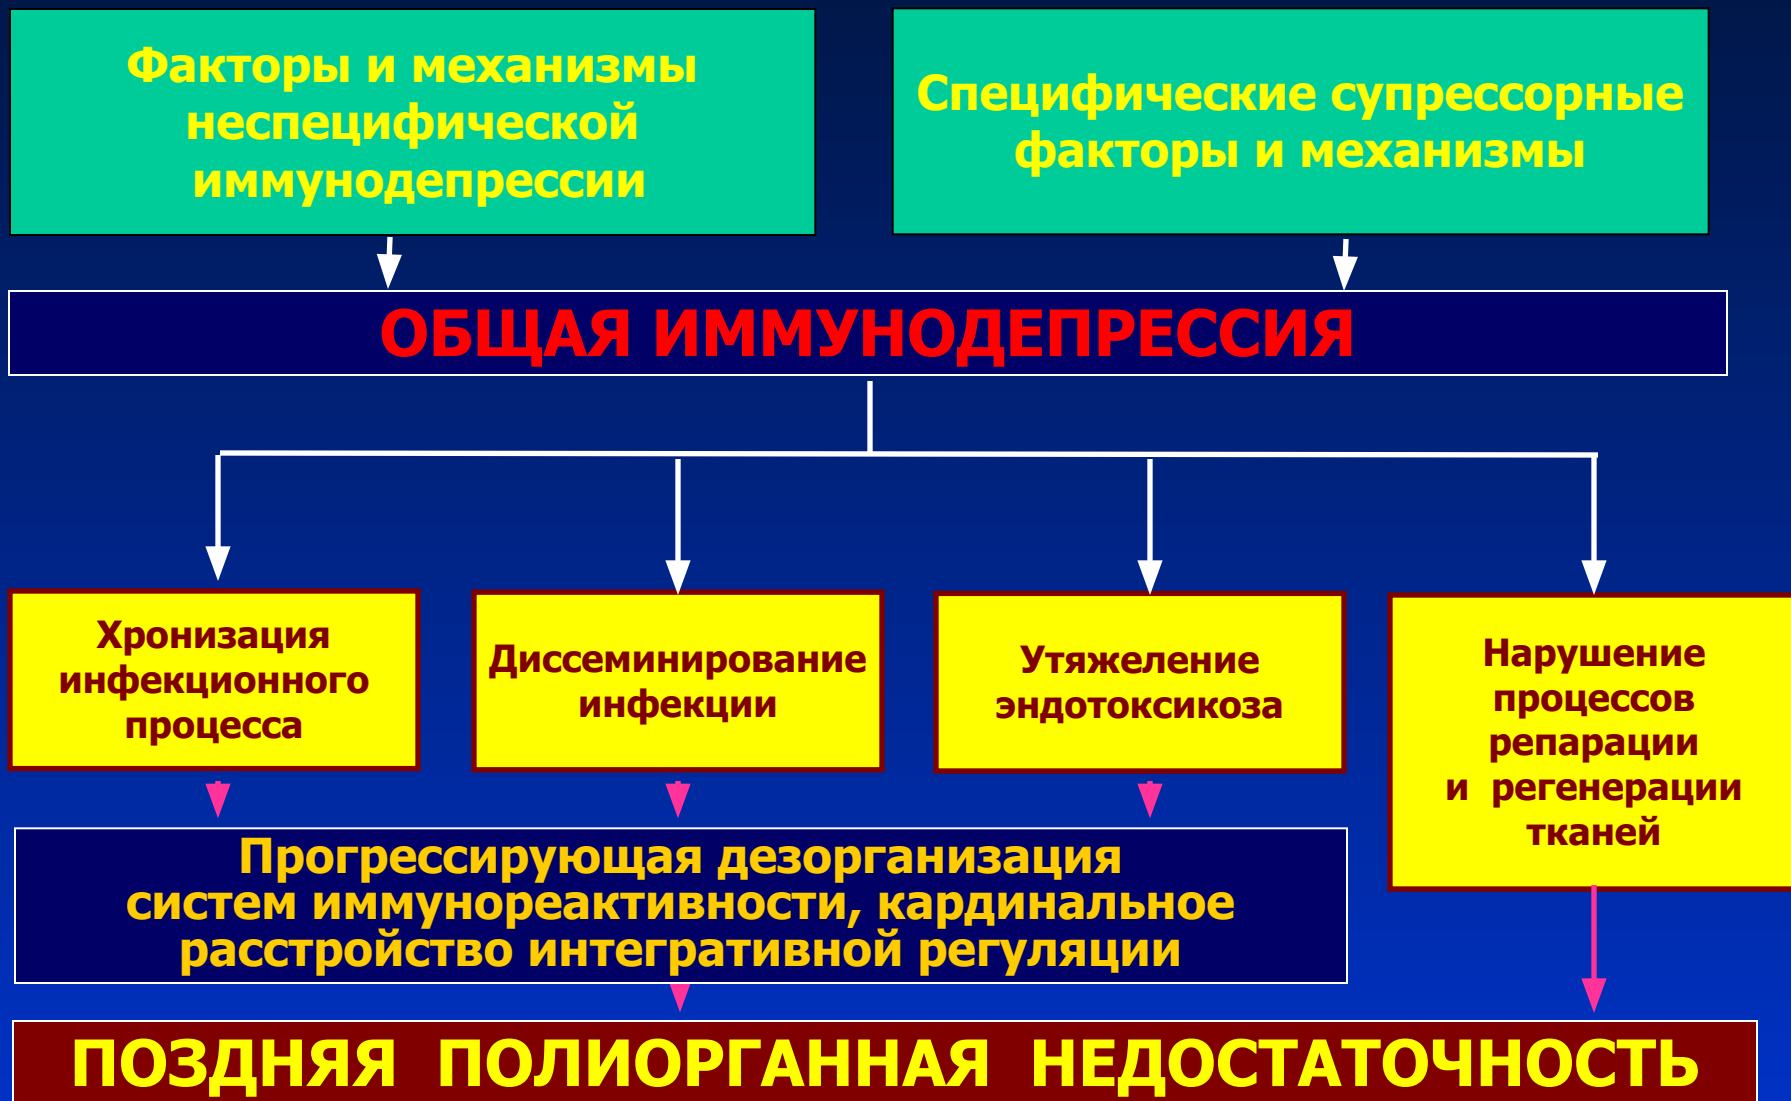 Факторы и механизмы
неспецифической
иммунодепрессии
Специфические супрессорные
факторы и механизмы
ОБЩАЯ ИММУНОДЕПРЕССИЯ
Хронизация
инфекционного
процесса
Диссеминирование
инфекции
Утяжеление
эндотоксикоза
Нарушение
процессов
репарации
и регенерации
тканей
Прогрессирующая дезорганизация
систем иммунореактивности, кардинальное
расстройство интегративной регуляции
ПОЗДНЯЯ ПОЛИОРГАННАЯ НЕДОСТАТОЧНОСТЬ